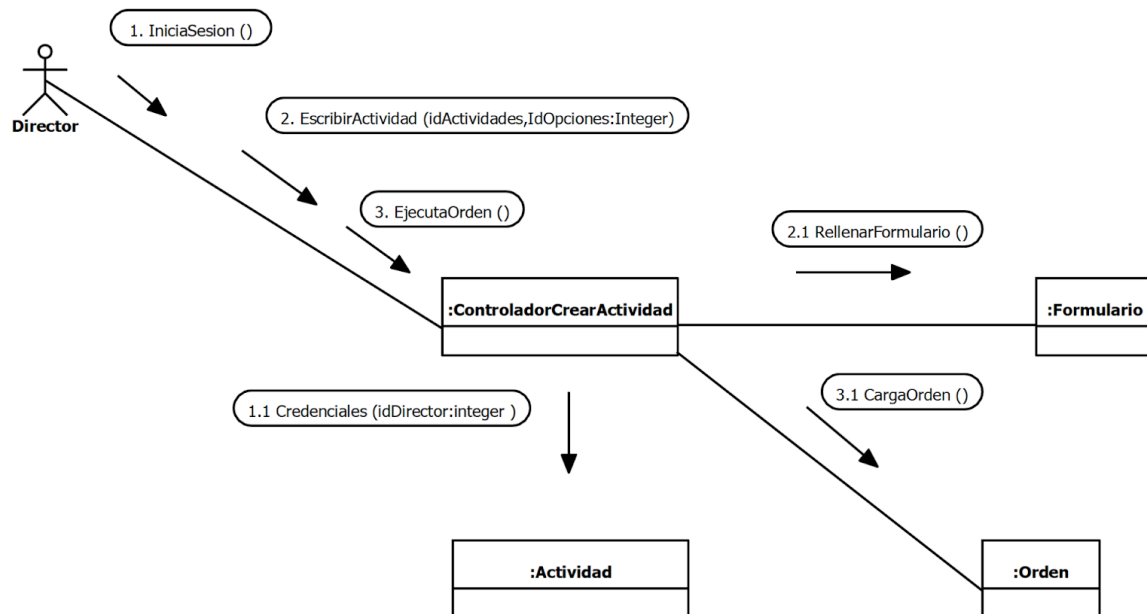 1. IniciaSesion ()
Director
2. EscribirActividad (idActividades,IdOpciones:Integer)
3. EjecutaOrden ()
2.1 RellenarFormulario ()
:ControladorCrearActividad
:Formulario
1.1 Credenciales (idDirector:integer )
3.1 CargaOrden ()
:Actividad
:Orden